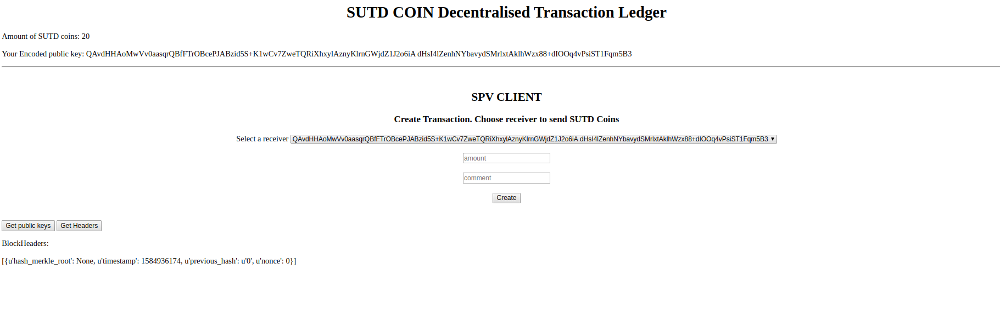 SUTD COIN Decentralised Transaction Ledger
Amount of SUTD coins: 20
Your Encoded public key: QAvdHHAoMwVv0aasqrQBfFTrOBcePJABzid5S+K1wCv7ZweTQRiXhxylAznyKlrnGWjdZ1J2o6iA dHsI4lZenhNYbavydSMrlxtAklhWzx88+dIOOq4vPsiST1Fqm5B3
SPV CLIENT
Create Transaction. Choose receiver to send SUTD Coins
Select a receiver QAvdHHAoMwVv0aasqrQBfFTrOBcePJABzid5S+K1wCv7ZweTQRiXhxylAznyKlrnGWjdZ1J2o6iA dHsI4lZenhNYbavydSMrlxtAklhWzx88+dIOOq4vPsiST1Fqm5B3
amount
comment
Create
Get public keys Get Headers
BlockHeaders:
[{u'hash_merkle_root': None, u'timestamp': 1584936174, u'previous_hash': u'0', u'nonce': 0}]